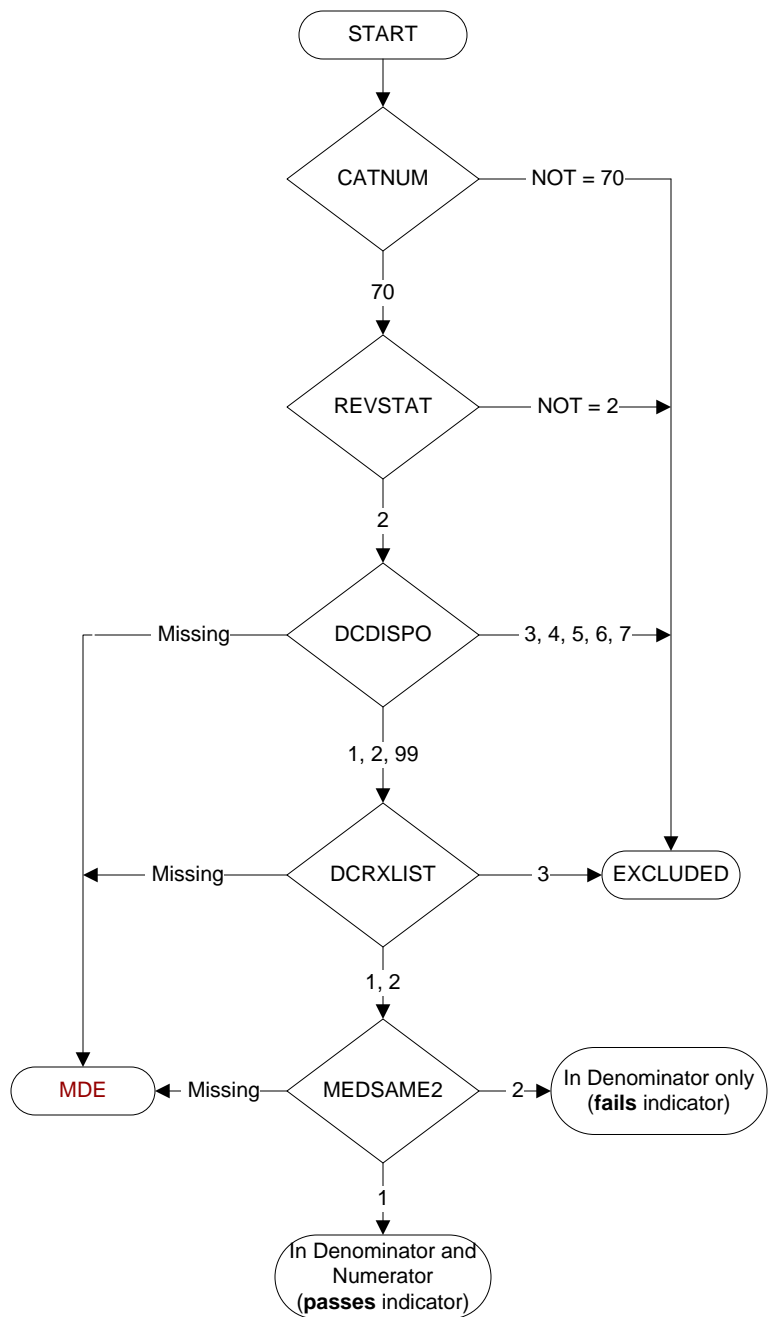 START
CATNUM
NOT = 70
70
REVSTAT
NOT = 2
2
Missing
DCDISPO
3, 4, 5, 6, 7
1, 2, 99
Missing
DCRXLIST
3
EXCLUDED
1, 2
MDE
Missing
MEDSAME2
2
In Denominator only
(fails indicator)
1
In Denominator and
Numerator
(passes indicator)